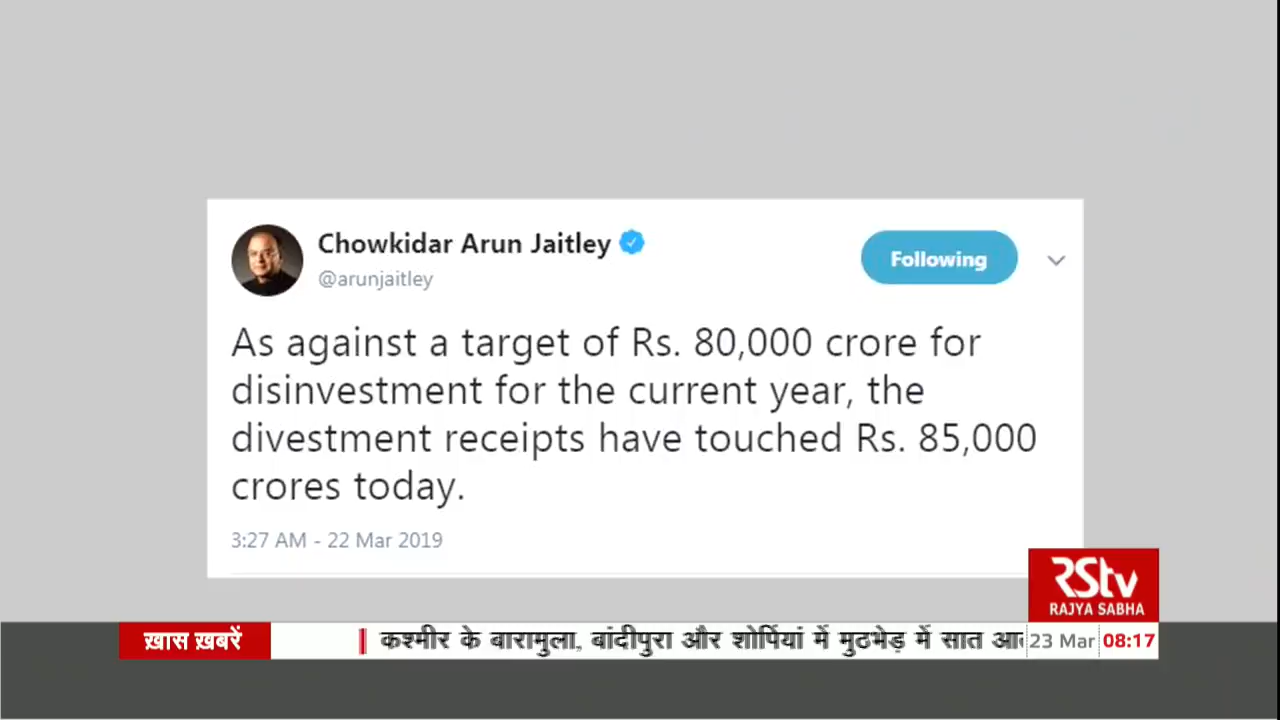 Chowkidar Arun Jaitley
@arunjaitley
Following
As against a target of Rs. 80,000 crore for
disinvestment for the current year, the
divestment receipts have touched Rs. 85,000
crores today.
3:27 AM - 22 Mar 2019
RStv
RAJYA SABHA
ख़ास ख़बरें
कश्मीर के बारामुला, बांदीपुरा और शोपियां में मुठभेड़ में सात
23 Mar 08:17